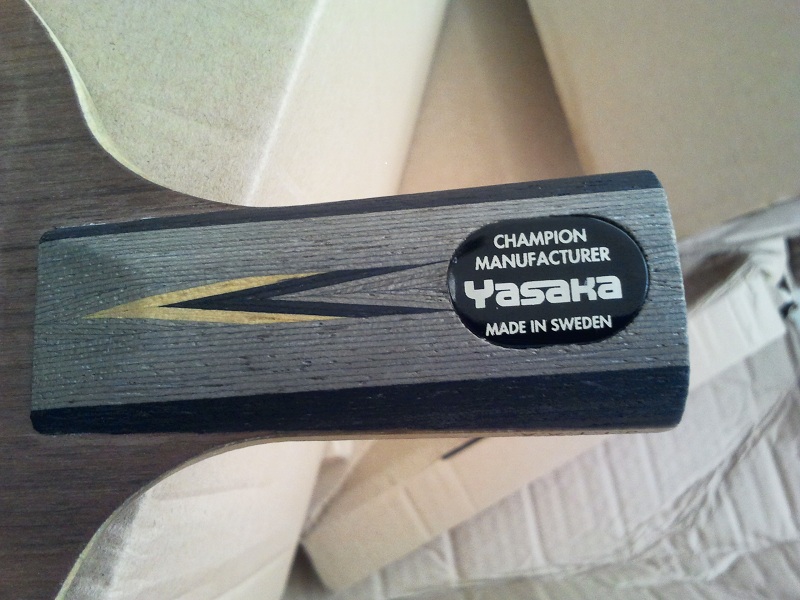 CHAMPION
MANUFACTURER
Yasaka
MADE IN SWEDEN